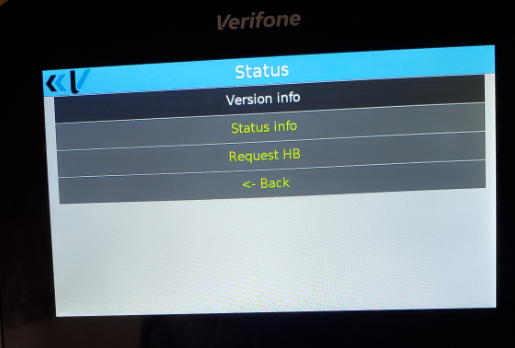 Verifone
Status
Version info
Status info
Request HB
<- Back